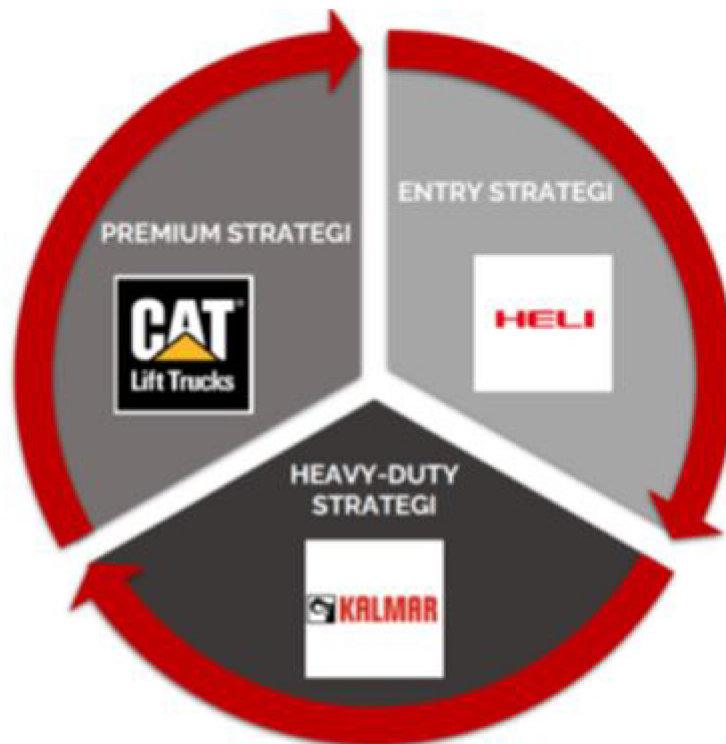 PREMIUM STRATEGI
CAT
Lift Trucks
ENTRY STRATEGI
HELI
HEAVY-DUTY
STRATEGI
KALMAR